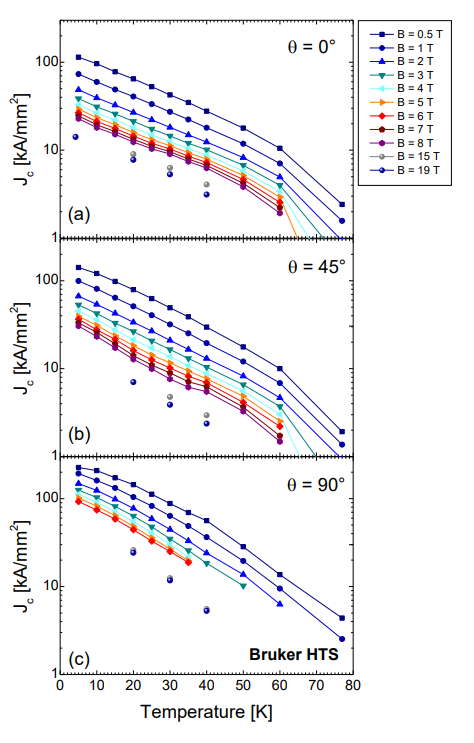 θ = 0°
100
10
1
J_c [kA/mm²]
(a)
B = 0.5 T
B = 1 T
B = 2 T
B = 3 T
B = 4 T
B = 5 T
B = 6 T
B = 7 T
B = 8 T
B = 15 T
B = 19 T
θ = 45°
100
10
1
J_c [kA/mm²]
(b)
θ = 90°
100
10
1
J_c [kA/mm²]
(c)
Bruker HTS
0 10 20 30 40 50 60 70 80
Temperature [K]